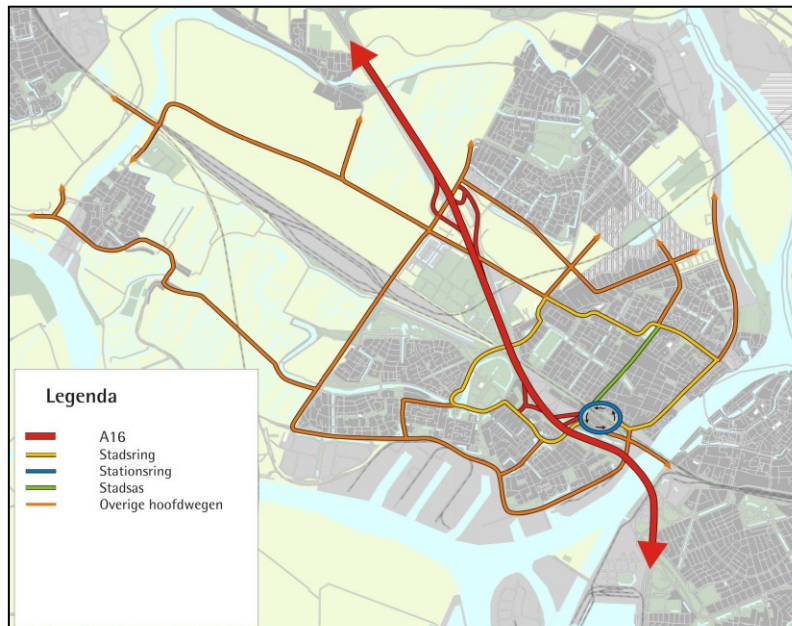 Legenda
A16
Stadsring
Stationsring
Stadsas
Overige hoofdwegen